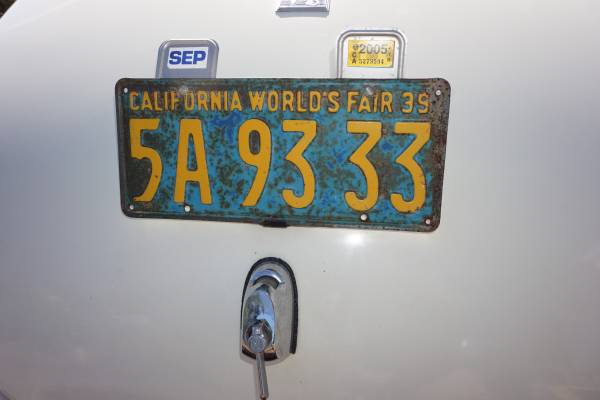 SEP
2005
CALIFORNIA WORLD'S FAIR 39
5A 93 33